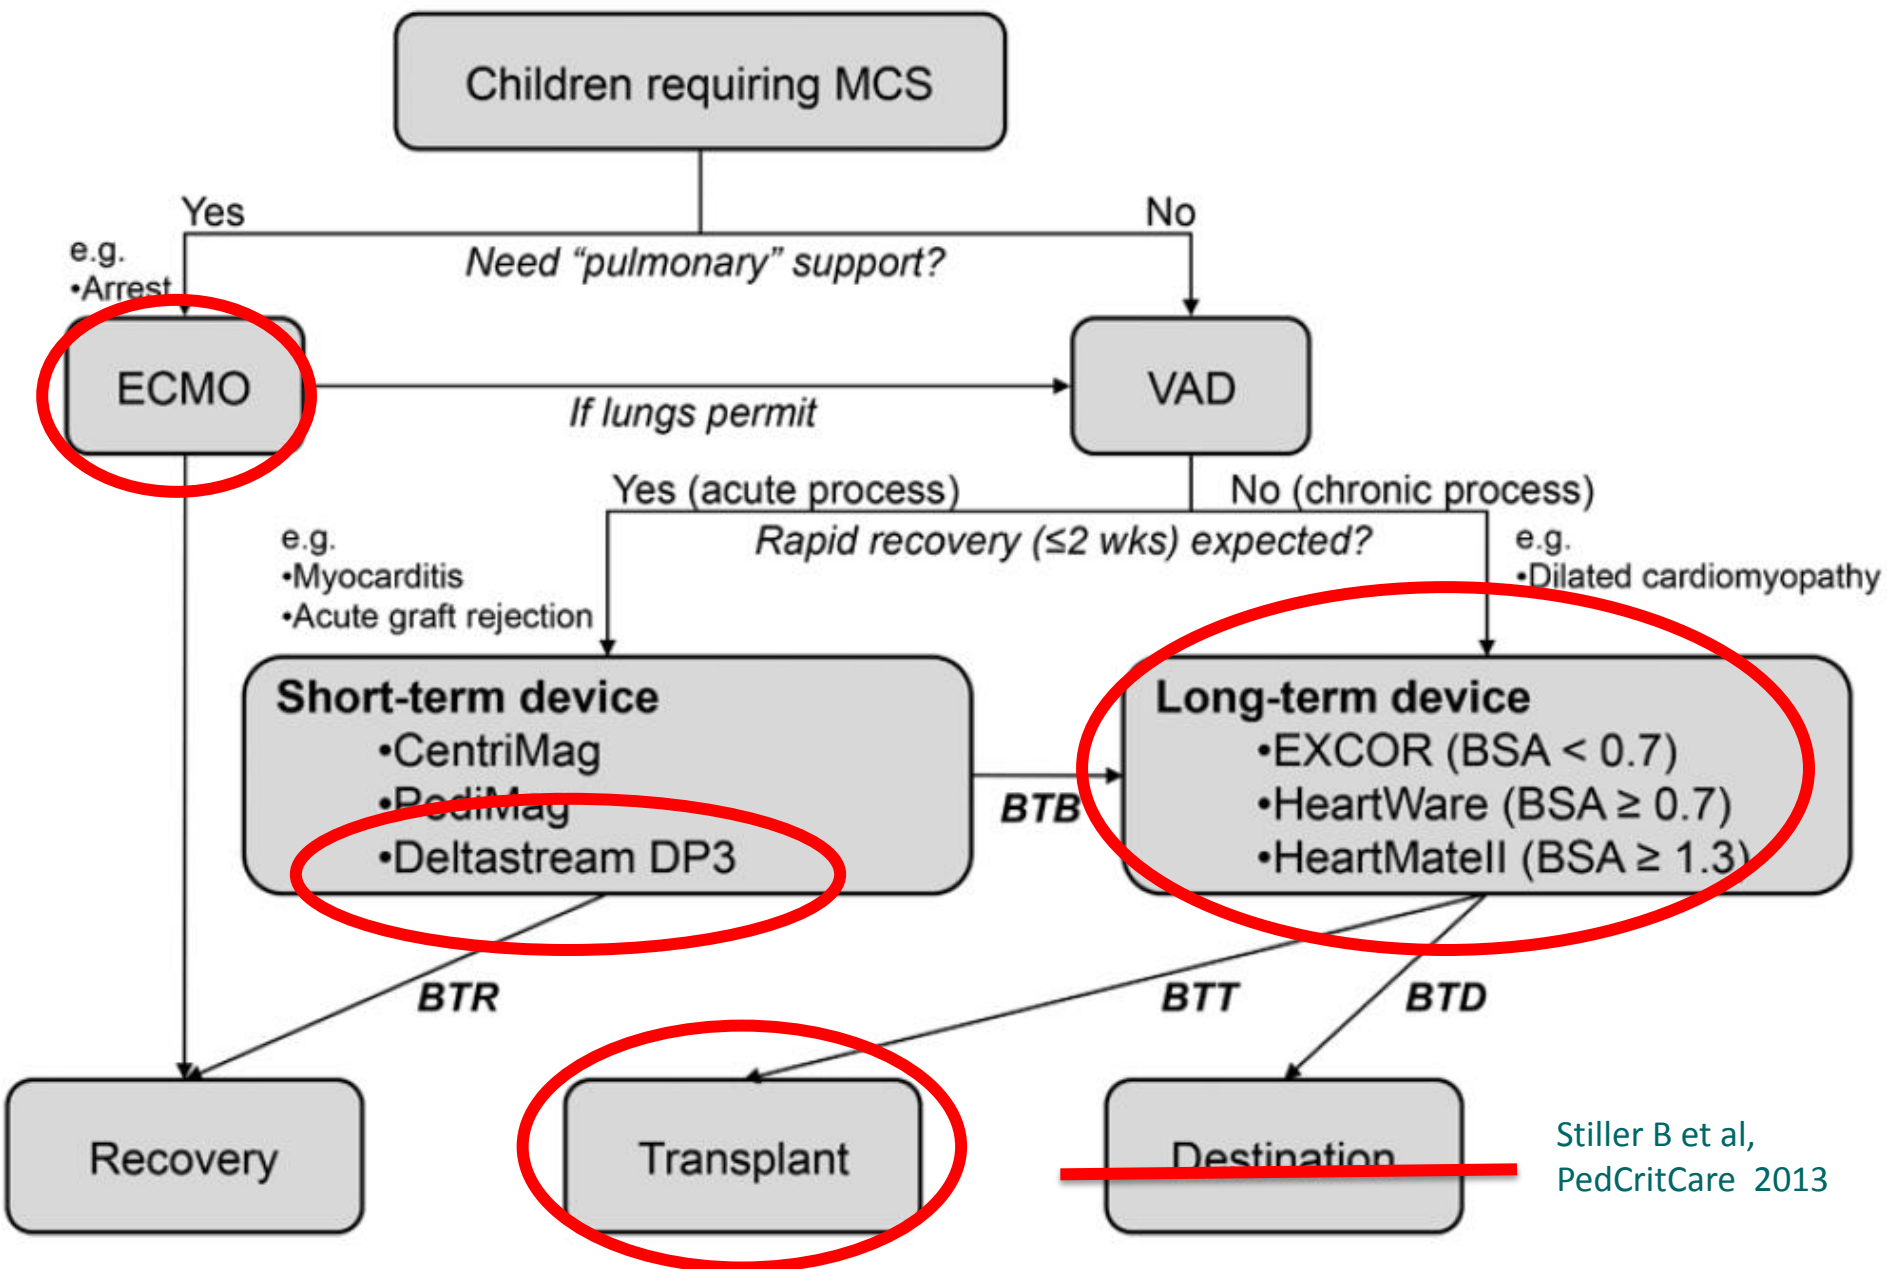 Children requiring MCS
Yes
No
Need “pulmonary” support?
e.g.
•Arrest
ECMO
If lungs permit
VAD
Yes (acute process)
No (chronic process)
Rapid recovery (≤2 wks) expected?
e.g.
•Myocarditis
•Acute graft rejection
e.g.
•Dilated cardiomyopathy
Short-term device
•CentriMag
•PediMag
•Deltastream DP3
BTB
Long-term device
•EXCOR (BSA < 0.7)
•HeartWare (BSA ≥ 0.7)
•HeartMateII (BSA ≥ 1.3)
BTR
BTT
BTD
Recovery
Transplant
Destination
Stiller B et al,
PedCritCare 2013